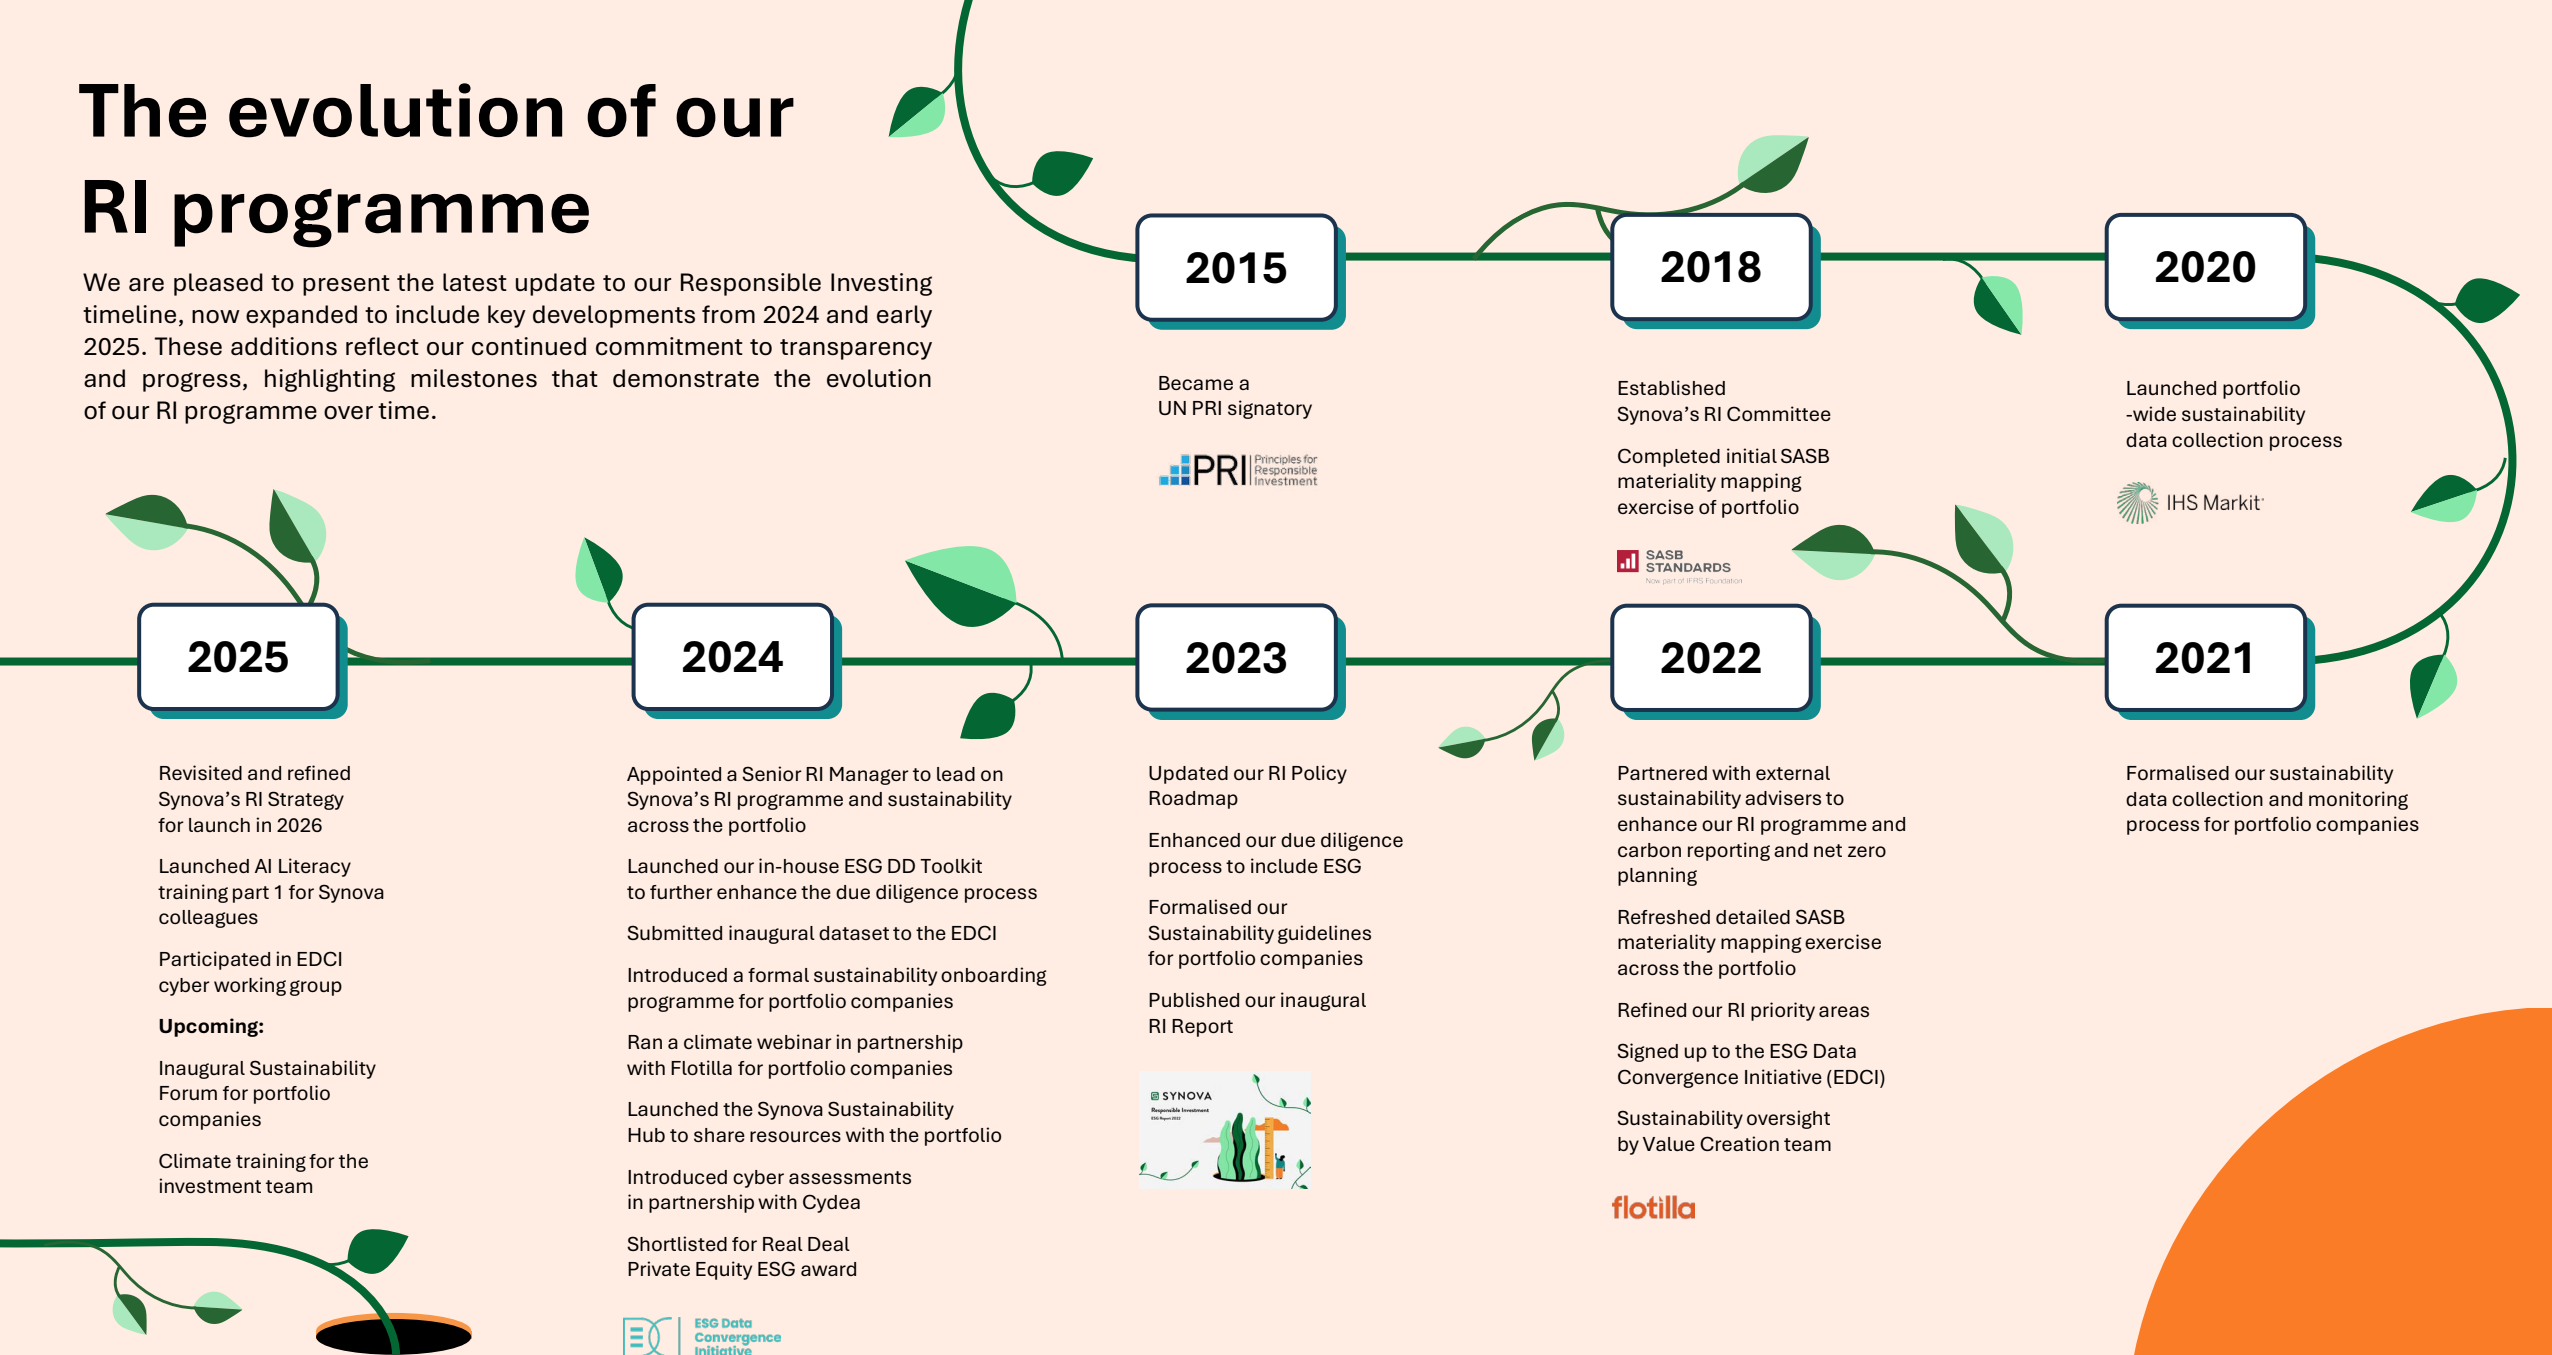 The evolution of our
RI programme
We are pleased to present the latest update to our Responsible Investing
timeline, now expanded to include key developments from 2024 and early
2025. These additions reflect our continued commitment to transparency
and progress, highlighting milestones that demonstrate the evolution
of our RI programme over time.
2015
Became a
UN PRI signatory
PRI Principles for
Responsible
Investment
2018
Established
Synova’s RI Committee
Completed initial SASB
materiality mapping
exercise of portfolio
SASB
STANDARDS
Now part of IFRS Foundation
2020
Launched portfolio
-wide sustainability
data collection process
IHS Markit
2021
Formalised our sustainability
data collection and monitoring
process for portfolio companies
2022
Partnered with external
sustainability advisers to
enhance our RI programme and
carbon reporting and net zero
planning
Refreshed detailed SASB
materiality mapping exercise
across the portfolio
Refined our RI priority areas
Signed up to the ESG Data
Convergence Initiative (EDCI)
Sustainability oversight
by Value Creation team
flotilla
2023
Updated our RI Policy
Roadmap
Enhanced our due diligence
process to include ESG
Formalised our
Sustainability guidelines
for portfolio companies
Published our inaugural
RI Report
SYNOVA
Responsible Investment
ESG Report 2022
2024
Appointed a Senior RI Manager to lead on
Synova’s RI programme and sustainability
across the portfolio
Launched our in-house ESG DD Toolkit
to further enhance the due diligence process
Submitted inaugural dataset to the EDCI
Introduced a formal sustainability onboarding
programme for portfolio companies
Ran a climate webinar in partnership
with Flotilla for portfolio companies
Launched the Synova Sustainability
Hub to share resources with the portfolio
Introduced cyber assessments
in partnership with Cydea
Shortlisted for Real Deal
Private Equity ESG award
ESG Data
Convergence
Initiative
2025
Revisited and refined
Synova’s RI Strategy
for launch in 2026
Launched AI Literacy
training part 1 for Synova
colleagues
Participated in EDCI
cyber working group
Upcoming:
Inaugural Sustainability
Forum for portfolio
companies
Climate training for the
investment team